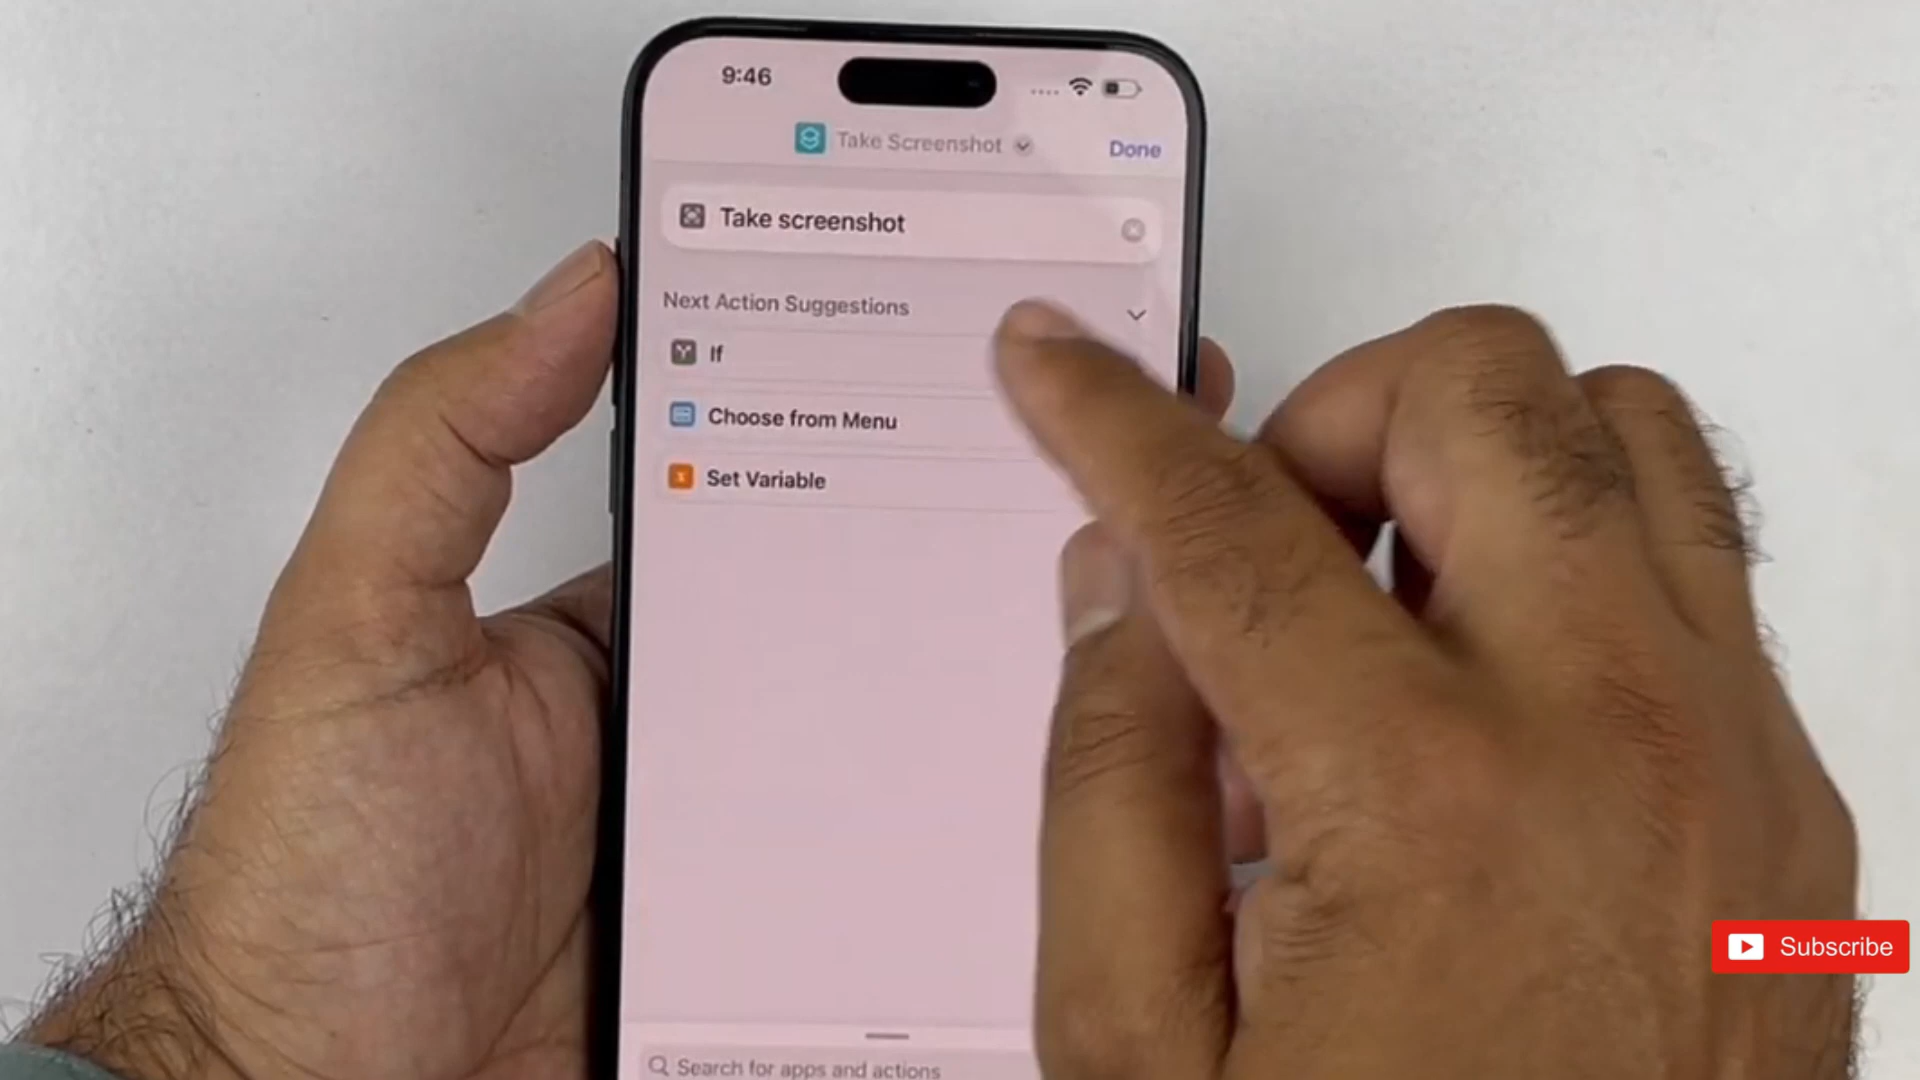 9:46
Take Screenshot
Done
Take screenshot
Next Action Suggestions
If
Choose from Menu
x Set Variable
Search for apps and actions
Subscribe